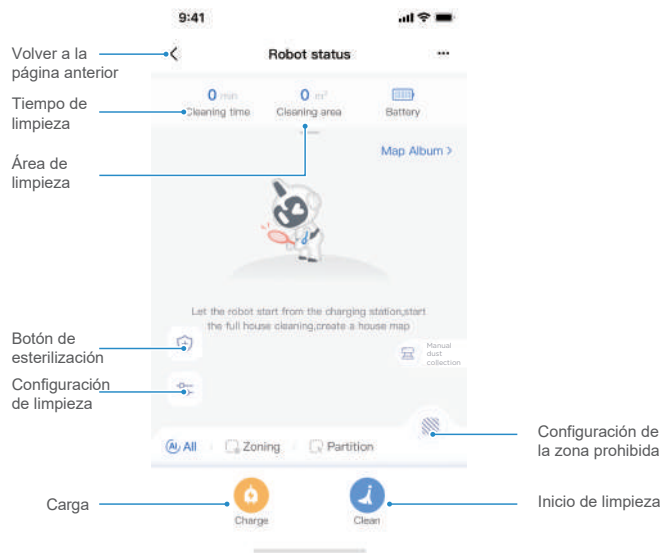 9:41
Volver a la
página anterior
Robot status
Tiempo de
limpieza
0 min
0 m²
Cleaning time
Cleaning area
Battery
Área de
limpieza
Map Album >
Let the robot start from the charging station,start
the full house cleaning,create a house map
Botón de
esterilización
Manual
dust
collection
Configuración
de limpieza
Configuración de
la zona prohibida
AI All
Zoning
Partition
Carga
Inicio de limpieza
Charge
Clean